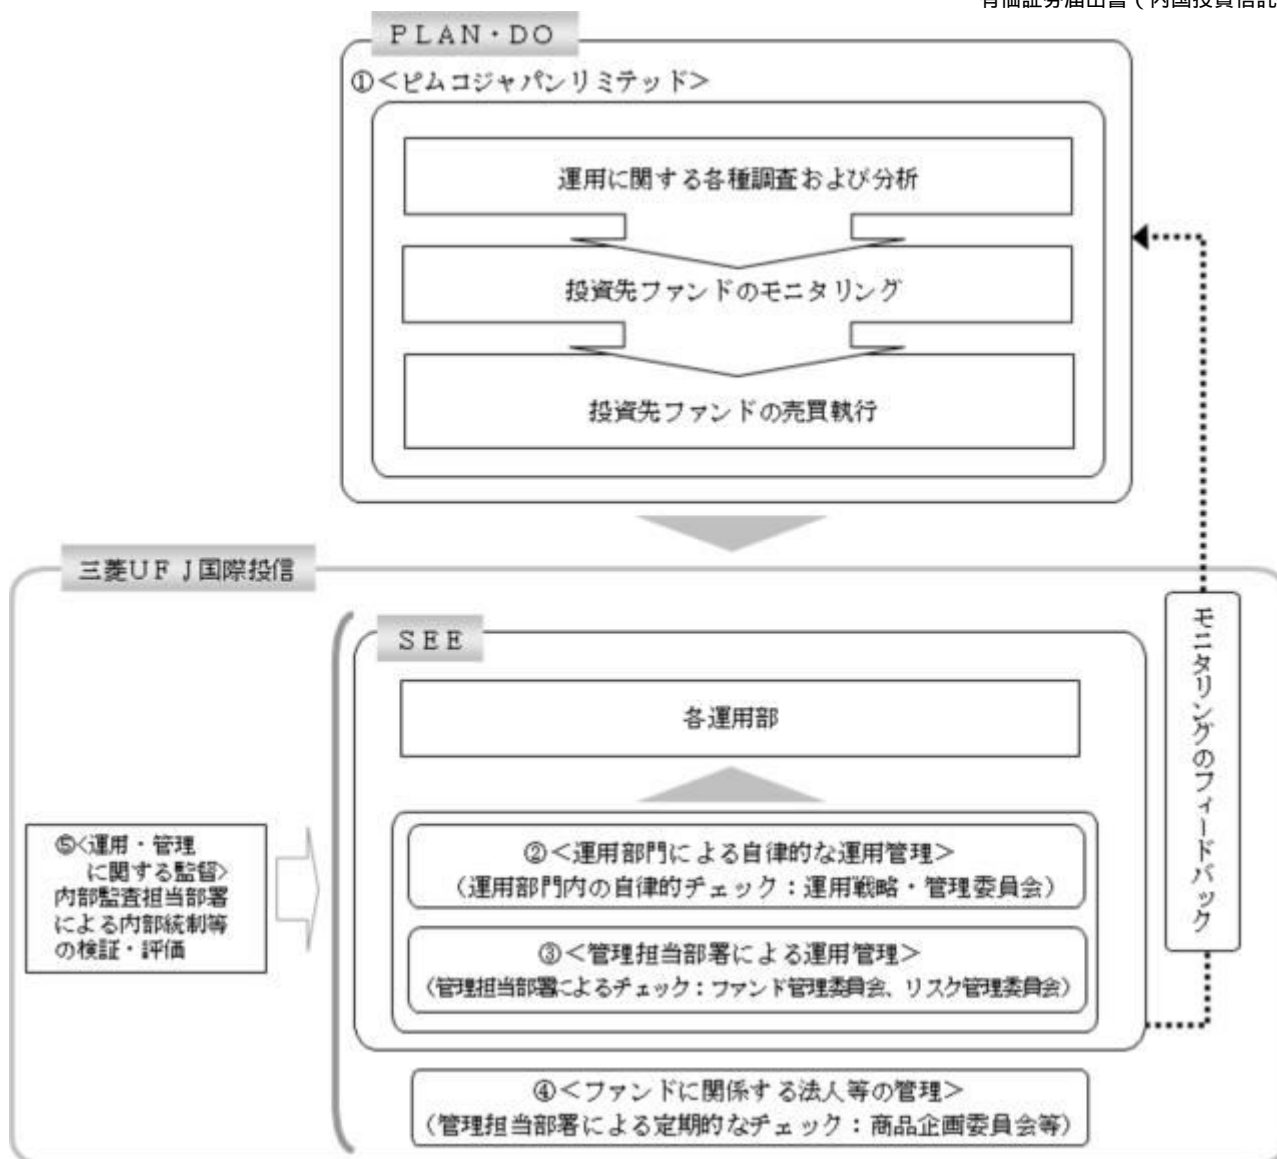 有価証券届出書(内国投資信託
ＰＬＡＮ・ＤＯ
①＜ピムコジャパンリミテッド＞
運用に関する各種調査および分析
投資先ファンドのモニタリング
投資先ファンドの売買執行
三菱ＵＦＪ国際投信
ＳＥＥ
各運用部
モニタリングのフィードバック
⑤＜運用・管理
に関する監督＞
内部監査担当部署
による内部統制等
の検証・評価
②＜運用部門による自律的な運用管理＞
（運用部門内の自律的チェック：運用戦略・管理委員会）
③＜管理担当部署による運用管理＞
（管理担当部署によるチェック：ファンド管理委員会、リスク管理委員会）
④＜ファンドに関係する法人等の管理＞
（管理担当部署による定期的なチェック：商品企画委員会等）